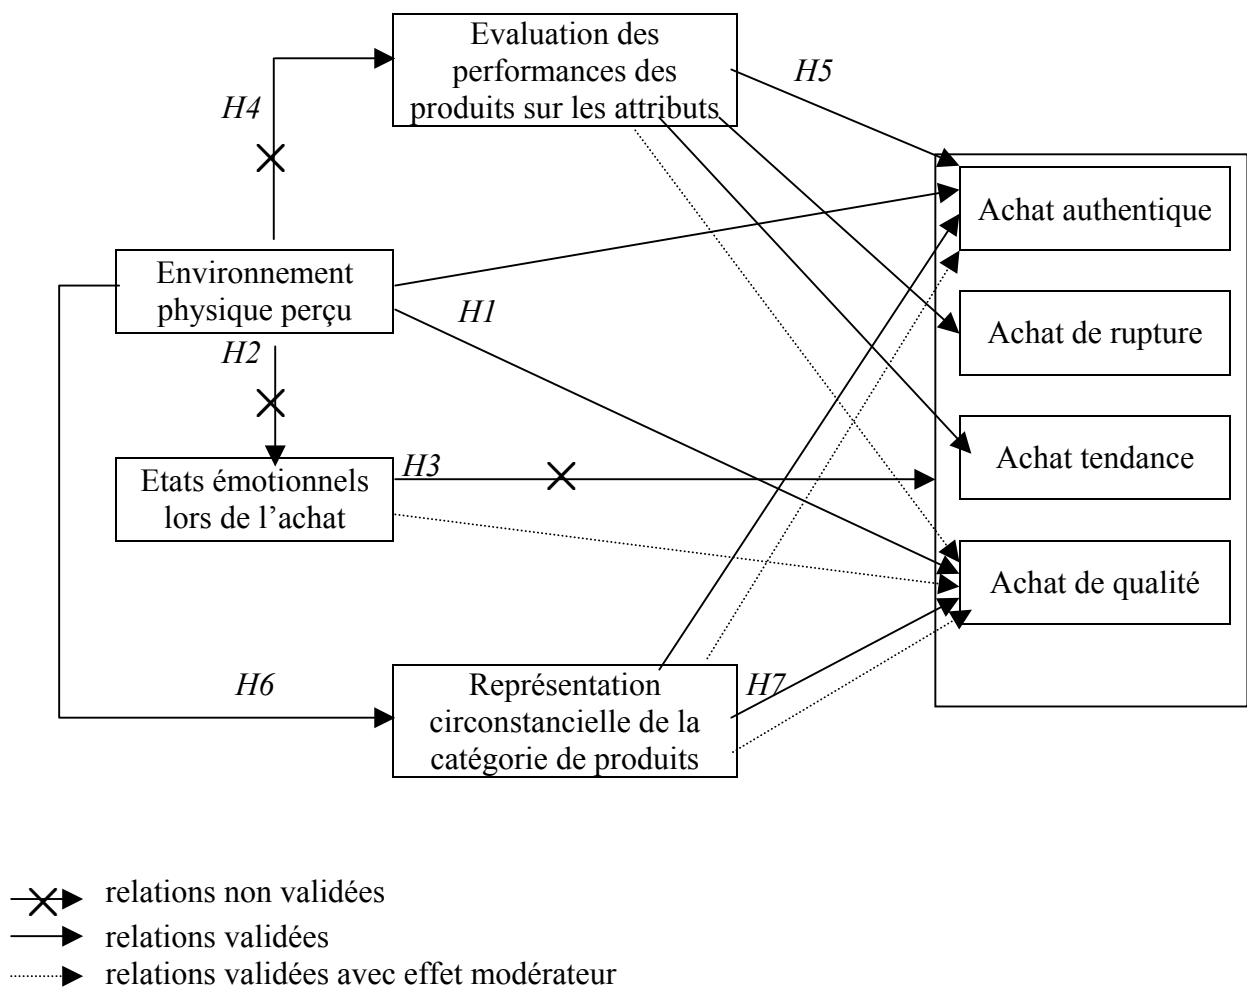 Evaluation des
performances des
produits sur les attributs
H5
H4
Achat authentique
Environnement
physique perçu
H1
Achat de rupture
H2
Achat tendance
H3
Etats émotionnels
lors de l’achat
Achat de qualité
H6
Représentation
circonstancielle de la
catégorie de produits
H7
relations non validées
relations validées
relations validées avec effet modérateur